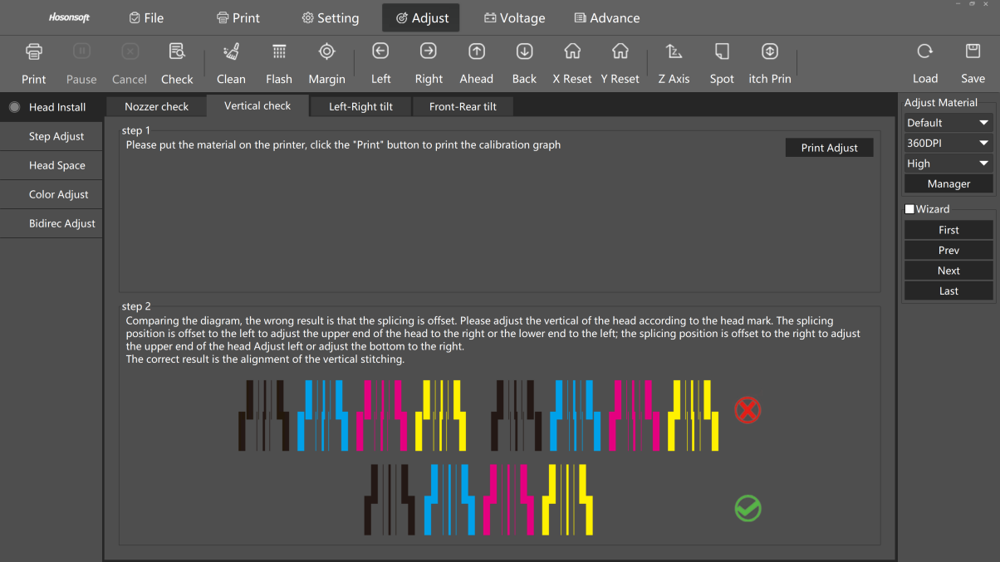 Hosonsoft
File
Print
Setting
Adjust
Voltage
Advance
Print
Pause
Cancel
Check
Clean
Flash
Margin
Left
Right
Ahead
Back
X Reset
Y Reset
Z Axis
Spot
itch Prin
Load
Save
Head Install
Step Adjust
Head Space
Color Adjust
Bidirec Adjust
Nozzer check
Vertical check
Left-Right tilt
Front-Rear tilt
step 1
Please put the material on the printer, click the "Print" button to print the calibration graph
Print Adjust
step 2
Comparing the diagram, the wrong result is that the splicing is offset. Please adjust the vertical of the head according to the head mark. The splicing
position is offset to the left to adjust the upper end of the head to the right or the lower end to the left; the splicing position is offset to the right to adjust
the upper end of the head Adjust left or adjust the bottom to the right.
The correct result is the alignment of the vertical stitching.
Adjust Material
Default
360DPI
High
Manager
Wizard
First
Prev
Next
Last